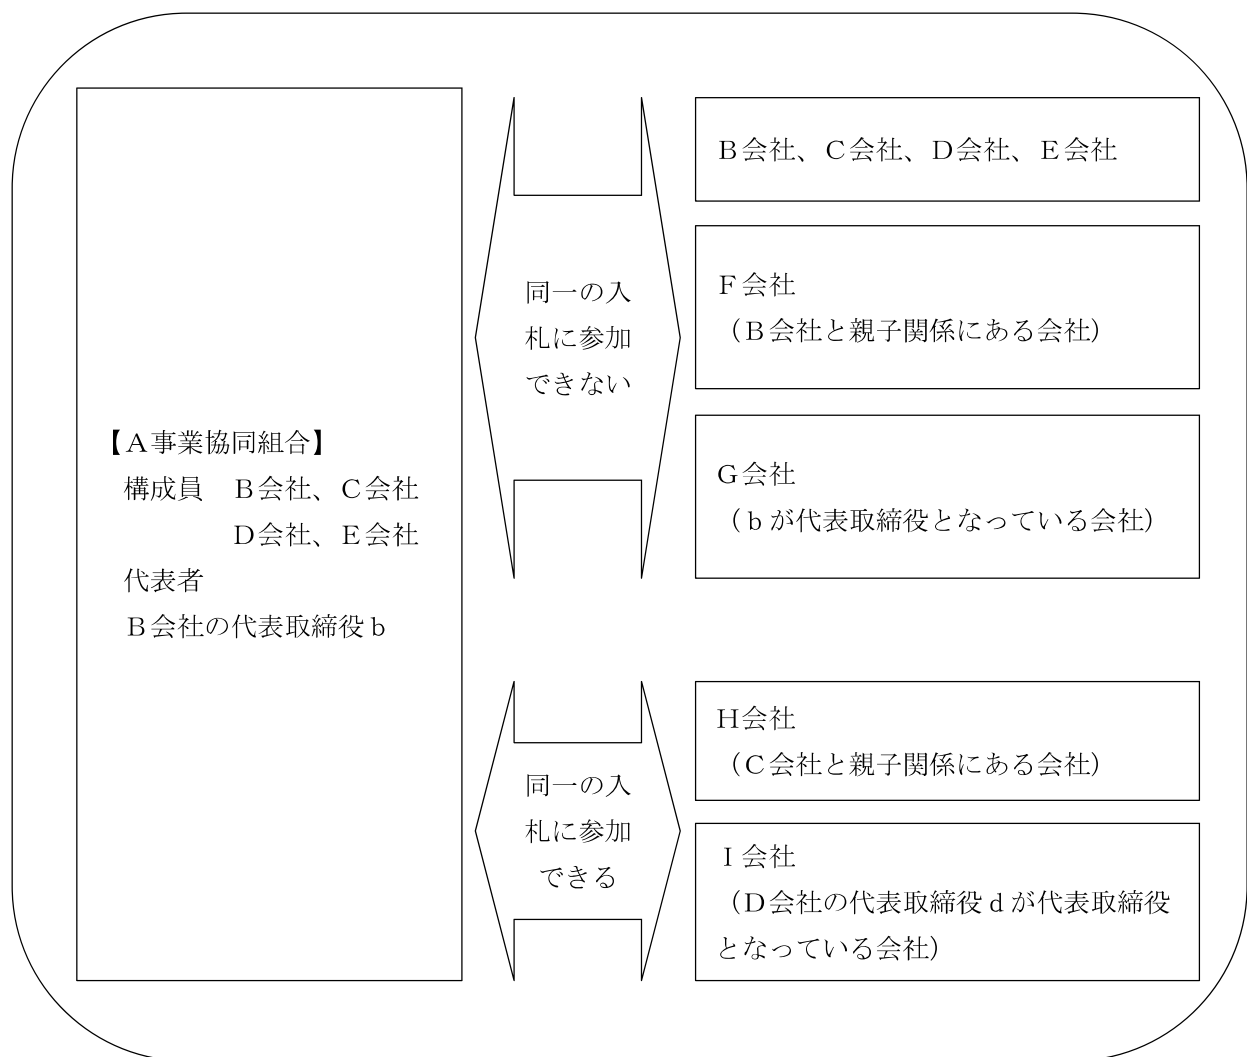 【A事業協同組合】
構成員　B会社、C会社
D会社、E会社
代表者
B会社の代表取締役b
同一の入
札に参加
できない
B会社、C会社、D会社、E会社
F会社
（B会社と親子関係にある会社）
G会社
（bが代表取締役となっている会社）
同一の入
札に参加
できる
H会社
（C会社と親子関係にある会社）
I会社
（D会社の代表取締役dが代表取締役
となっている会社）